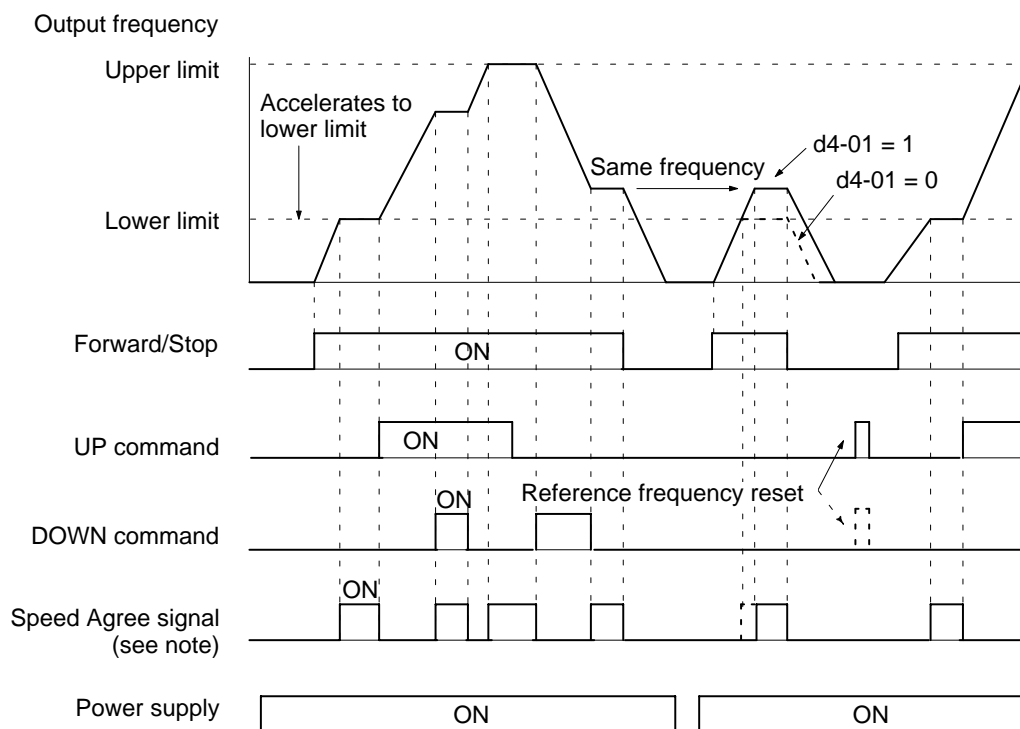 Output frequency
Upper limit
Accelerates to
lower limit
d4-01 = 1
Same frequency
d4-01 = 0
Lower limit
Forward/Stop
ON
UP command
ON
Reference frequency reset
ON
DOWN command
ON
Speed Agree signal
(see note)
Power supply
ON
ON